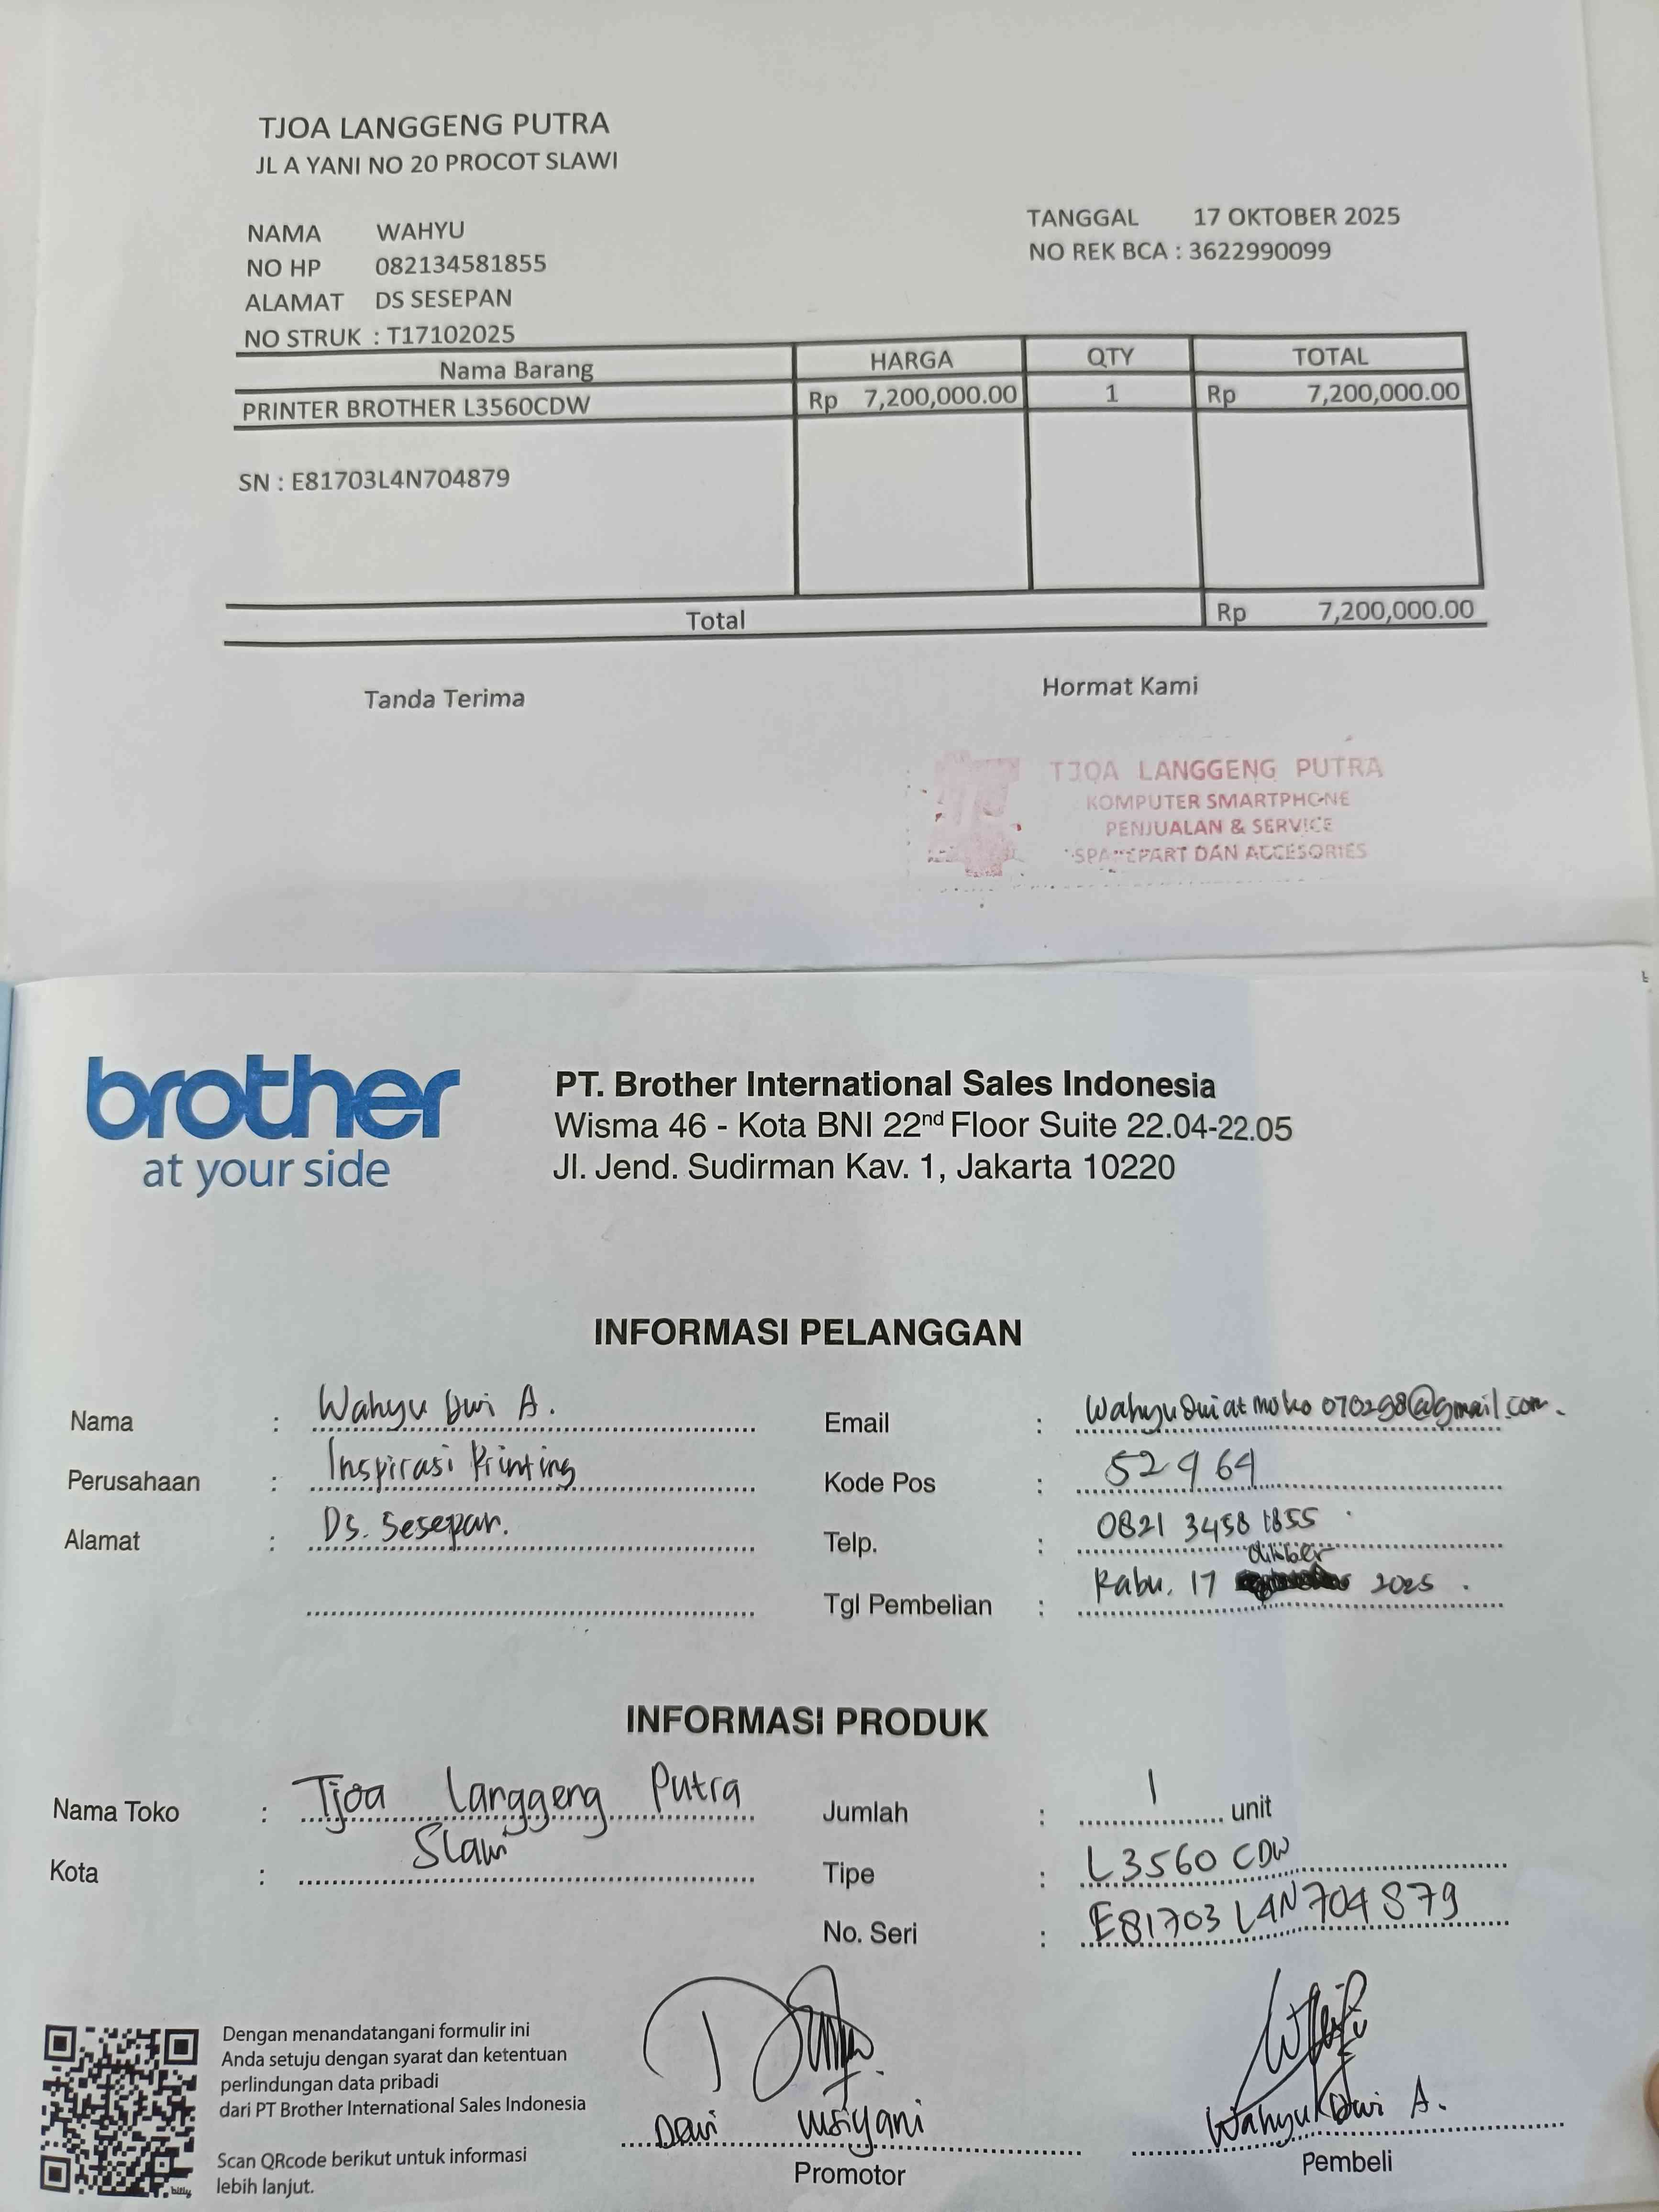 TJOA LANGGENG PUTRA
JL A YANI NO 20 PROCOT SLAWI
NAMA WAHYU
NO HP 082134581855
ALAMAT DS SESEPAN
NO STRUK : T17102025
TANGGAL 17 OKTOBER 2025
NO REK BCA : 3622990099
Nama Barang HARGA QTY TOTAL
PRINTER BROTHER L3560CDW Rp 7,200,000.00 1 Rp 7,200,000.00
SN : E81703L4N704879
Total Rp 7,200,000.00
Tanda Terima Hormat Kami
TJOA LANGGENG PUTRA
KOMPUTER SMARTPHONE
PENJUALAN & SERVICE
SPAREPART DAN ACCESORIES
brother
at your side
PT. Brother International Sales Indonesia
Wisma 46 - Kota BNI 22nd Floor Suite 22.04-22.05
Jl. Jend. Sudirman Kav. 1, Jakarta 10220
INFORMASI PELANGGAN
Nama : Wahyu Dwi A.
Perusahaan : Inspirasi Printing
Alamat : Ds. Sesepan.
Email : Wahyudwiatmoko070298@gmail.com.
Kode Pos : 52464
Telp. : 0821 3458 1855
Tgl Pembelian : Rabu, 17 Oktober 2025.
INFORMASI PRODUK
Nama Toko : Tjoa Langgeng Putra
Kota : Slawi
Jumlah : 1 unit
Tipe : L3560 CDW
No. Seri : E81703L4N704879
Dengan menandatangani formulir ini
Anda setuju dengan syarat dan ketentuan
perlindungan data pribadi
dari PT Brother International Sales Indonesia
Scan QRcode berikut untuk informasi
lebih lanjut.
bitly
Promotor
Wahyu Dwi A.
Pembeli